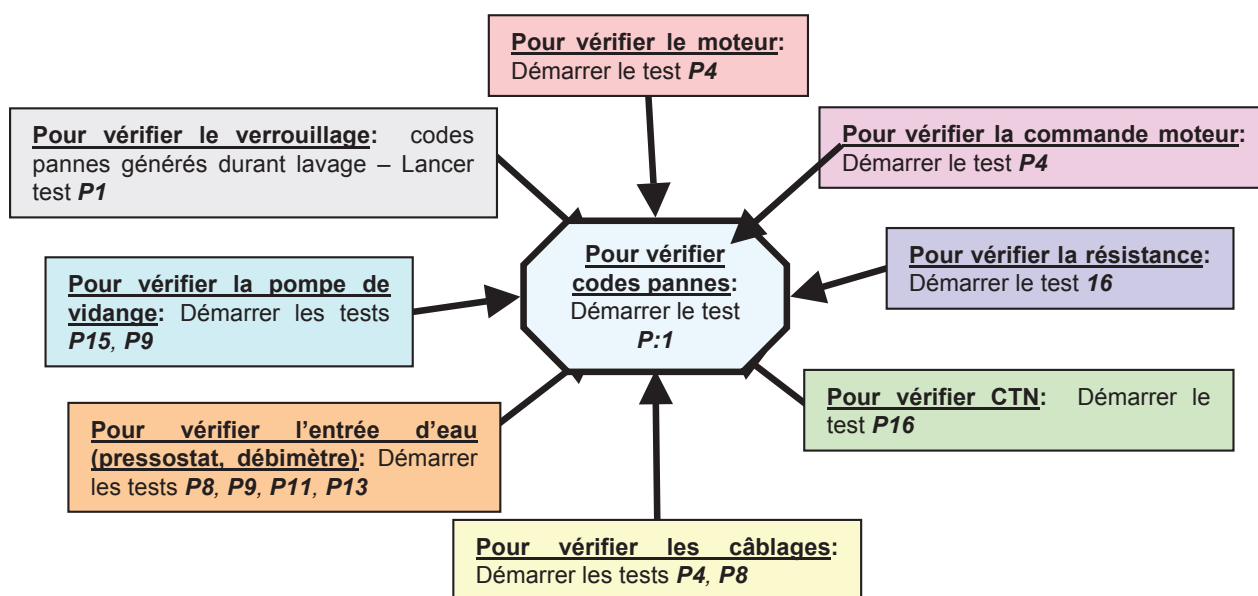 Pour vérifier le moteur:
Démarrer le test P4
Pour vérifier le verrouillage: codes
pannes générés durant lavage – Lancer
test P1
Pour vérifier la commande moteur:
Démarrer le test P4
Pour vérifier
codes pannes:
Démarrer le test
P:1
Pour vérifier la résistance:
Démarrer le test 16
Pour vérifier la pompe de
vidange: Démarrer les tests
P15, P9
Pour vérifier CTN: Démarrer le
test P16
Pour vérifier l'entrée d'eau
(pressostat, débimètre): Démarrer
les tests P8, P9, P11, P13
Pour vérifier les câblages:
Démarrer les tests P4, P8